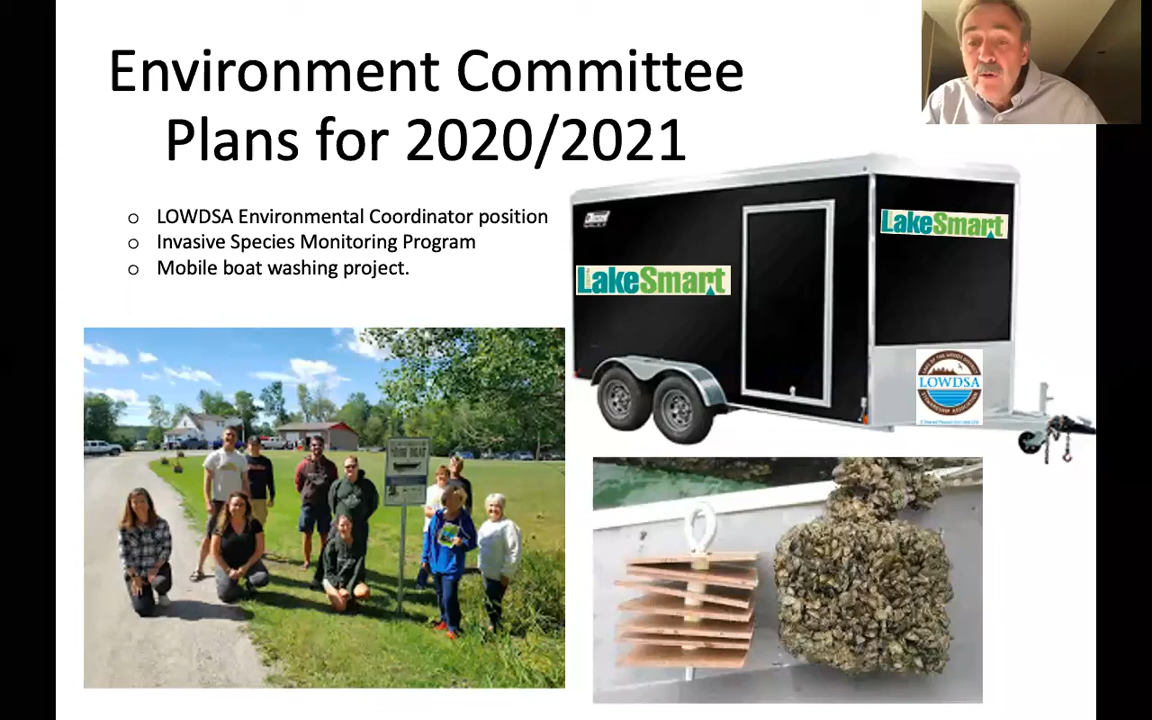 Environment Committee
Plans for 2020/2021
o LOWDSA Environmental Coordinator position
o Invasive Species Monitoring Program
o Mobile boat washing project.
LakeSmart
LakeSmart
LOWDSA